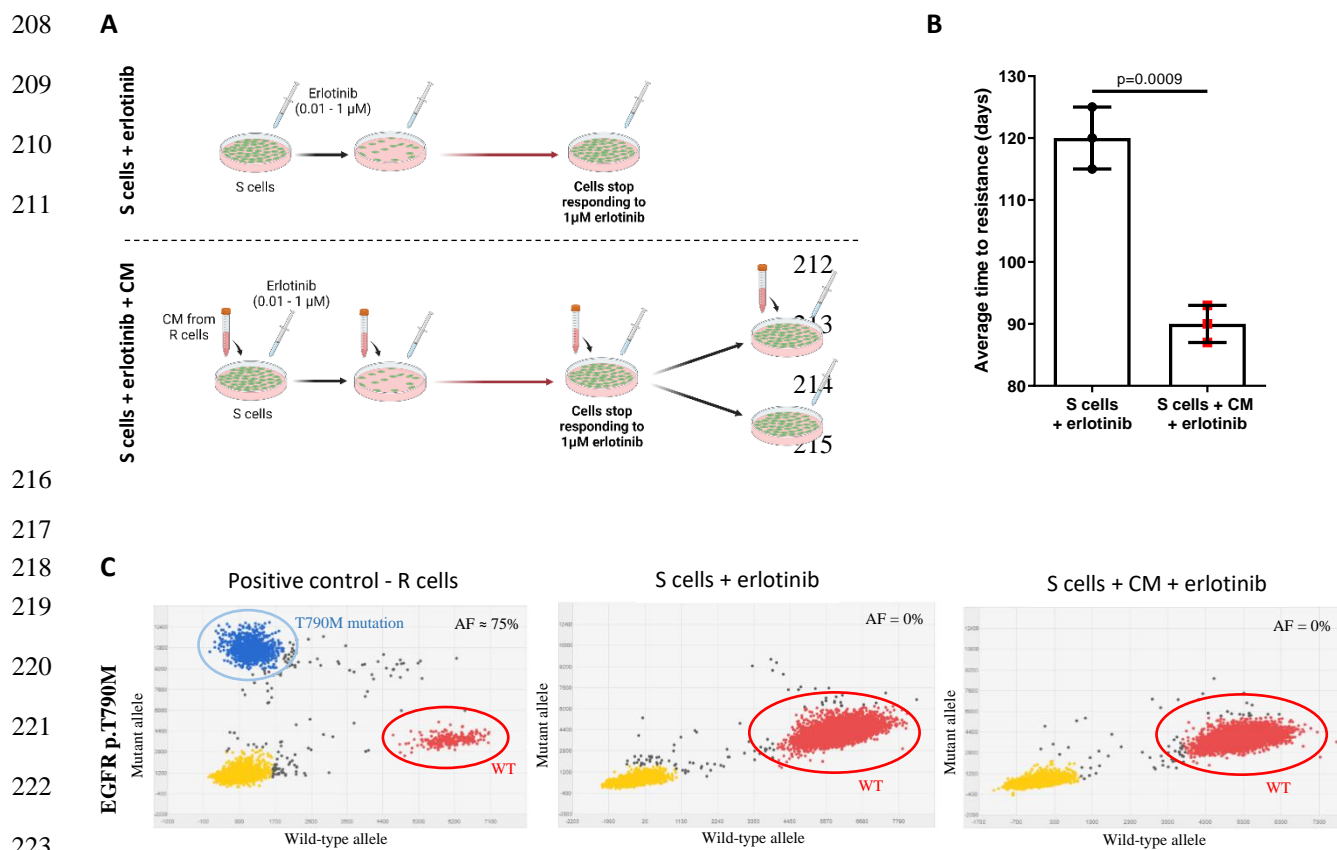 208
209
210
211
212
213
214
215
216
217
218
219
220
221
222
223
A
S cells + erlotinib
Erlotinib
(0.01 - 1 µM)
S cells
Cells stop
responding to
1µM erlotinib
S cells + erlotinib + CM
CM from
R cells
Erlotinib
(0.01 - 1 µM)
S cells
Cells stop
responding to
1µM erlotinib
B
Average time to resistance (days)
130
120
110
100
90
80
p=0.0009
S cells
+ erlotinib
S cells + CM
+ erlotinib
C
EGFR p.T790M
Positive control - R cells
T790M mutation
AF ≈ 75%
WT
Mutant allele
Wild-type allele
S cells + erlotinib
AF = 0%
WT
Mutant allele
Wild-type allele
S cells + CM + erlotinib
AF = 0%
WT
Mutant allele
Wild-type allele